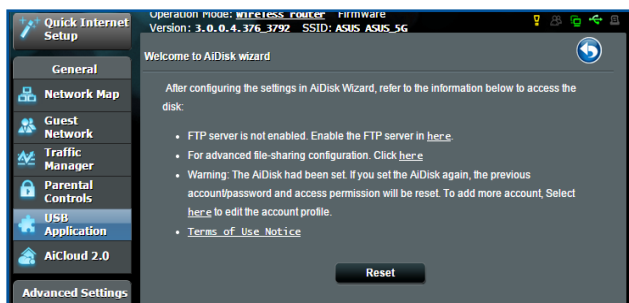 Operation Mode: Wireless router Firmware
Version: 3.0.0.4.376_3792 SSID: ASUS ASUS_5G
Quick Internet
Setup
General
Network Map
Guest
Network
Traffic
Manager
Parental
Controls
USB
Application
AiCloud 2.0
Advanced Settings
Welcome to AiDisk wizard
After configuring the settings in AiDisk Wizard, refer to the information below to access the
disk:
• FTP server is not enabled. Enable the FTP server in here.
• For advanced file-sharing configuration. Click here
• Warning: The AiDisk had been set. If you set the AiDisk again, the previous
account/password and access permission will be reset. To add more account, Select
here to edit the account profile.
• Terms of Use Notice
Reset